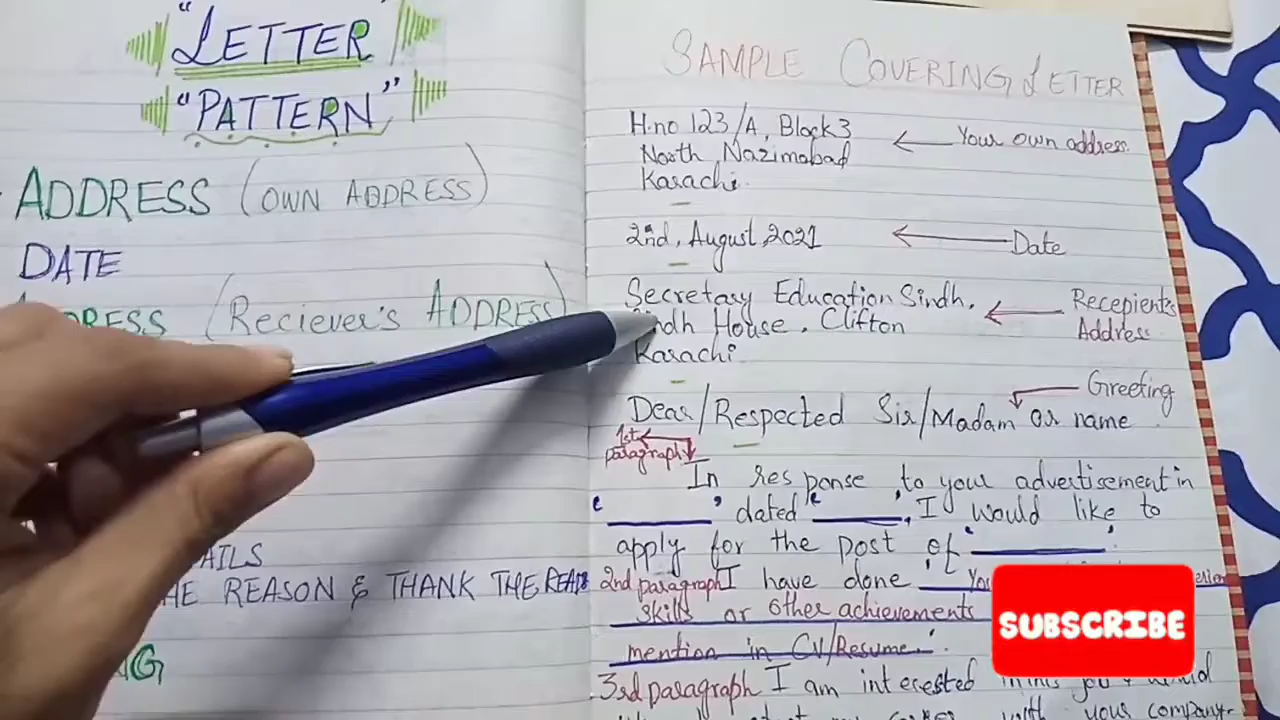 "LETTER
"PATTERN"
ADDRESS (OWN ADDRESS)
DATE
(Reciever's ADDRESS)
THE REASON & THANK THE
SAMPLE COVERING LETTER
H.no 123/A, Block 3
North Nazimabad
Karachi.
Your own address.
2nd, August 2021
Date
Secretary Education Sindh,
Sindh House, Clifton
Karachi.
Recepient's
Address
Dear/Respected Sir/Madam or name
Greeting
1st
paragraph
In response to your advertisement in
' ' dated ' ', I would like to
apply for the post of ' '.
2nd paragraph I have done
skills or other achievements
mention in CV/Resume.'
3rd paragraph I am interested
with your company
SUBSCRIBE